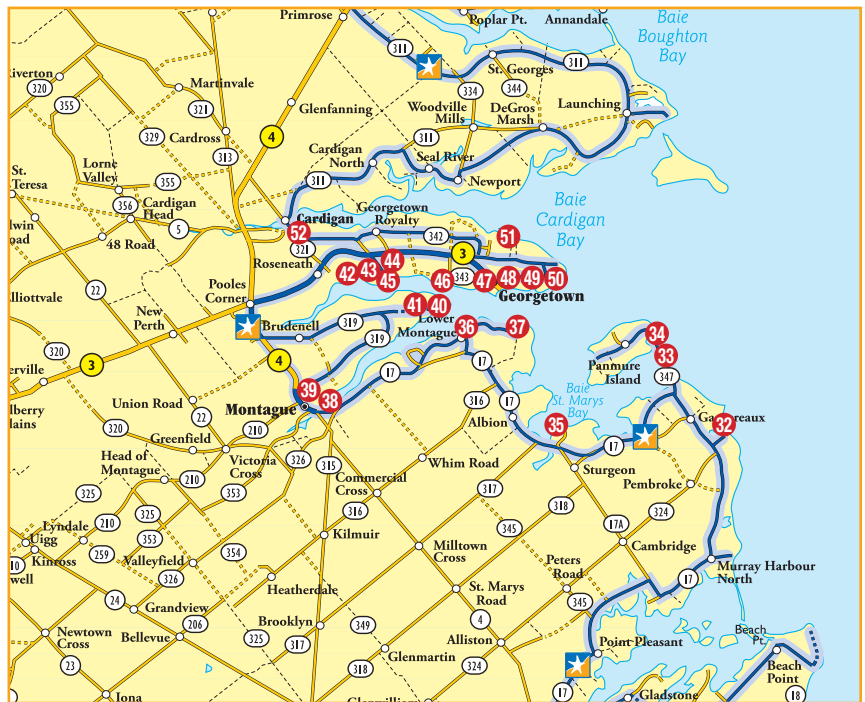 Primrose
Poplar Pt.
Annandale
Baie
Boughton
Bay
311
St. Georges
311
320
Martinvale
334
344
355
321
Glenfanning
Woodville
Mills
DeGros
Marsh
Launching
329
Cardross
4
311
313
Cardigan
North
Seal River
Lorne
Valley
St.
Teresa
355
311
Newport
356
Cardigan
Head
Baie
Cardigan
Bay
Georgetown
Royalty
Cardigan
52
5
48 Road
321
342
3
51
Roseneath
42
43
44
45
46
343
47
48
49
50
Georgetown
22
Pooles
Corner
New
Perth
41
40
Brudenell
319
Lower
Montague
36
37
319
34
33
Panmure
Island
320
4
17
17
347
3
39
38
17
316
Baie
St. Marys
Bay
Union Road
Montague
22
210
Albion
35
32
320
Greenfield
17
Head of
Montague
Victoria
Cross
326
315
Whim Road
Sturgeon
210
Commercial
Cross
Pembroke
325
353
317
316
318
324
210
325
345
17A
Lyndale
Uigg
353
Kilmuir
Cambridge
259
Kinross
Valleyfield
354
Milltown
Cross
Peters
Road
Murray Harbour
North
326
17
Heatherdale
St. Marys
Road
345
24
Grandview
206
Brooklyn
349
4
Newtown
Cross
Bellevue
325
317
Alliston
Point Pleasant
Beach
Pt.
Glenmartin
23
318
324
Beach
Point
Iona
17
Gladstone
18